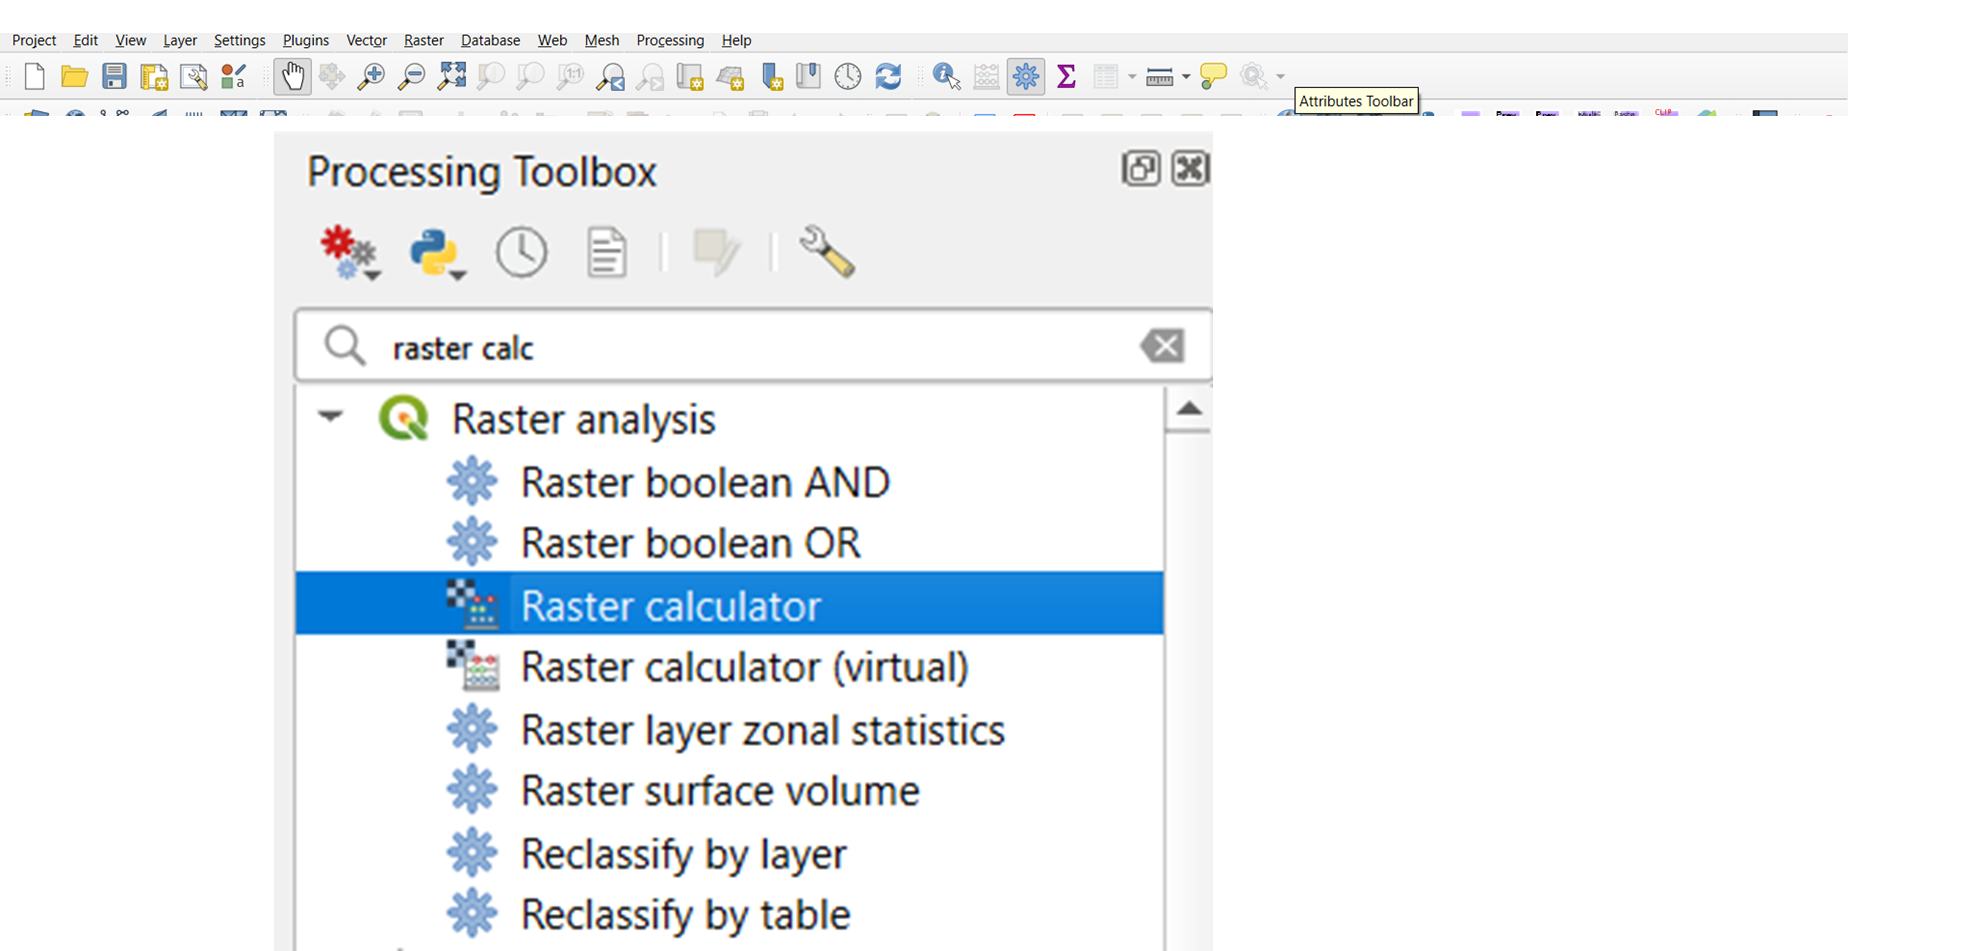 Project Edit View Layer Settings Plugins Vector Raster Database Web Mesh Processing Help
a
1:1
Attributes Toolbar
Processing Toolbox
raster calc
Raster analysis
Raster boolean AND
Raster boolean OR
Raster calculator
Raster calculator (virtual)
Raster layer zonal statistics
Raster surface volume
Reclassify by layer
Reclassify by table